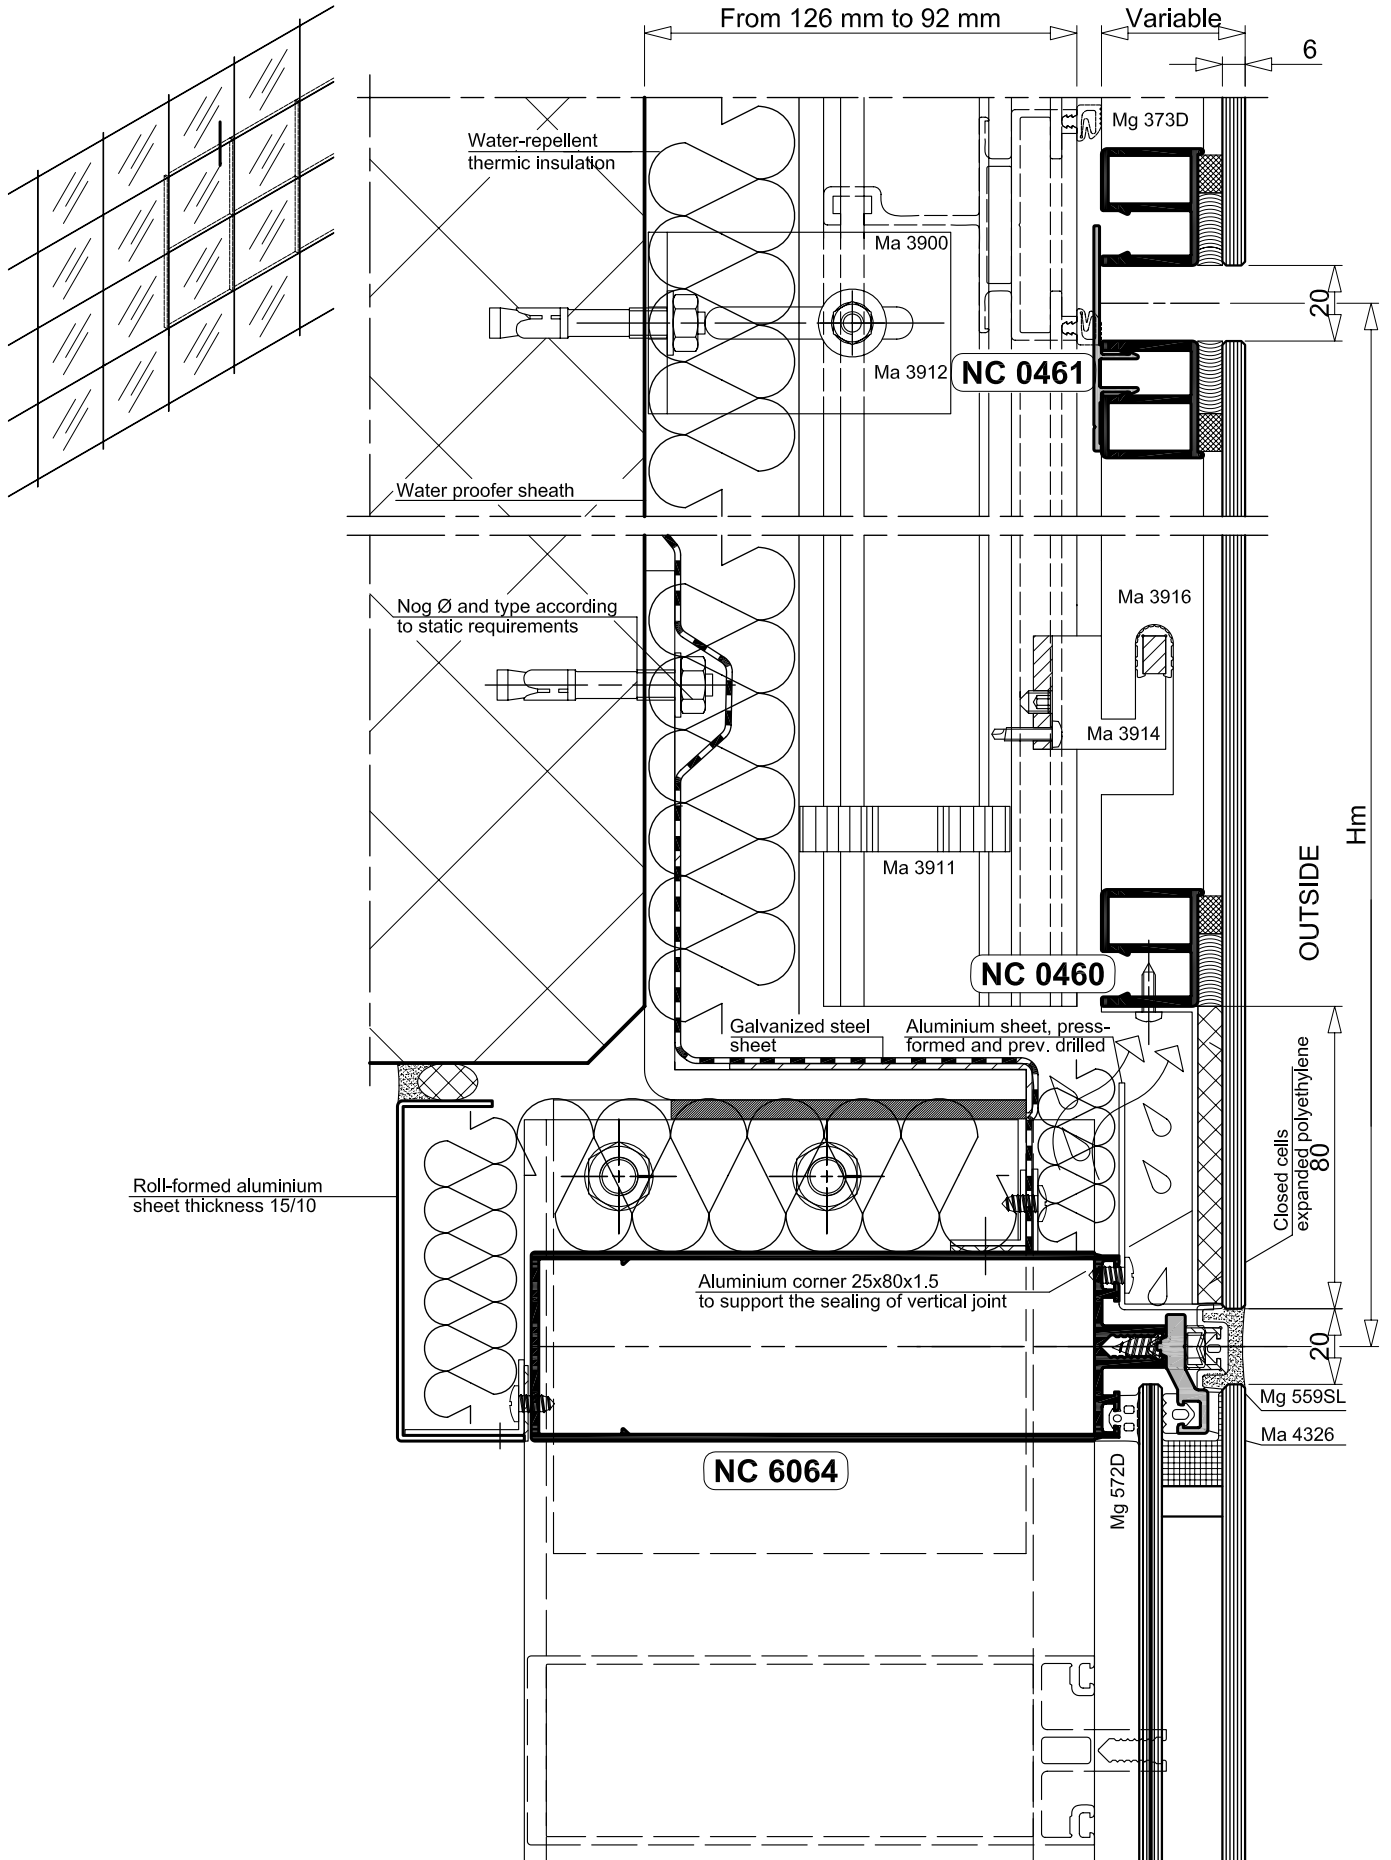 From 126 mm to 92 mm
Variable
6
Mg 373D
Water-repellent
thermic insulation
Ma 3900
20
Ma 3912
NC 0461
Water proofer sheath
Nog Ø and type according
to static requirements
Ma 3916
Ma 3914
Hm
Ma 3911
OUTSIDE
NC 0460
Galvanized steel
sheet
Aluminium sheet, press-
formed and prev. drilled
Closed cells
expanded polyethylene
80
Roll-formed aluminium
sheet thickness 15/10
Aluminium corner 25x80x1.5
to support the sealing of vertical joint
20
Mg 559SL
Ma 4326
NC 6064
Mg 572D